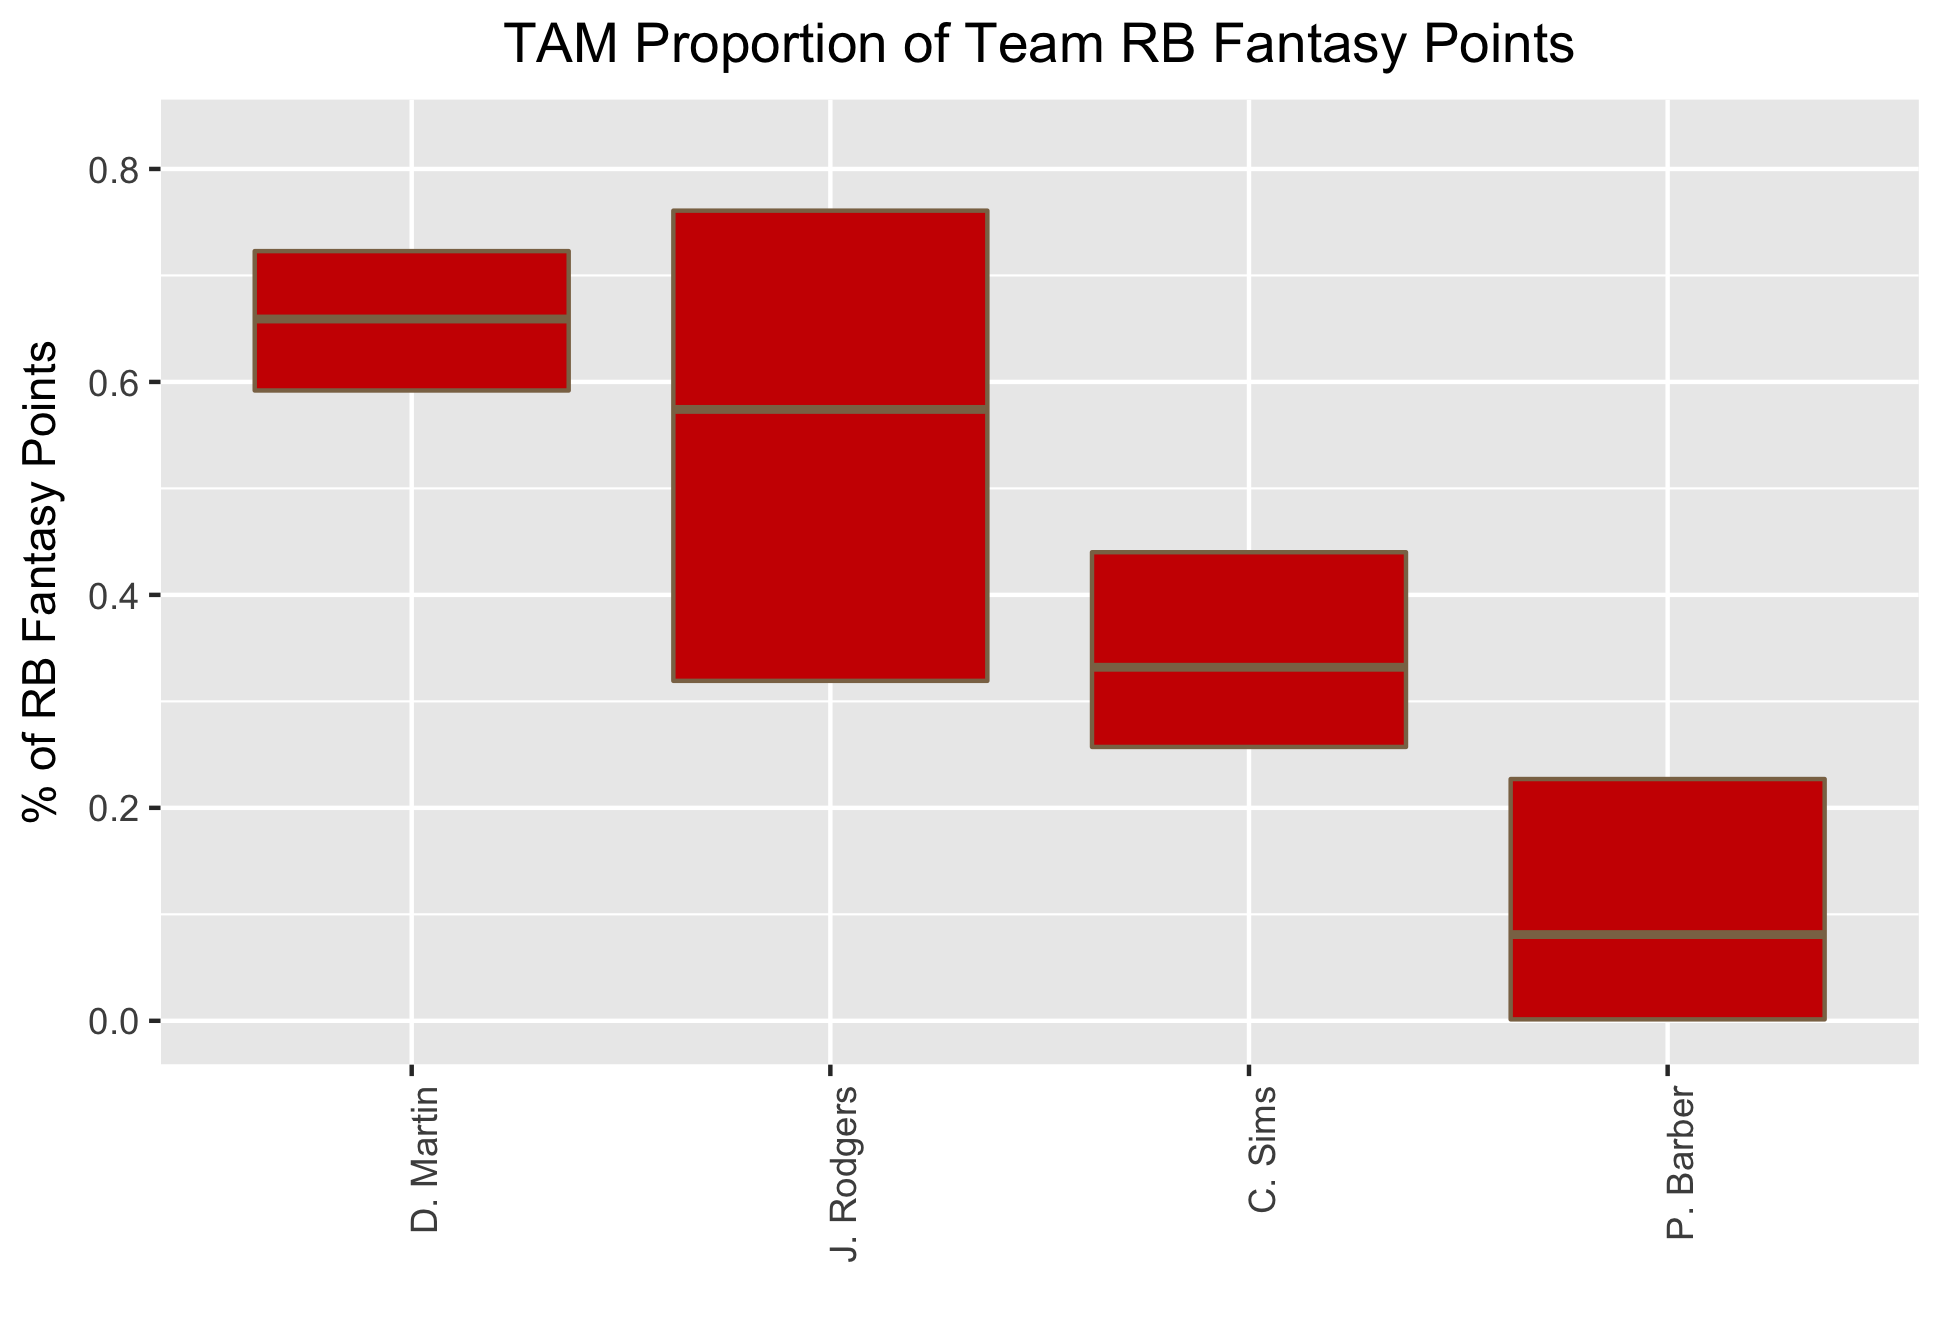 TAM Proportion of Team RB Fantasy Points
% of RB Fantasy Points
0.8
0.6
0.4
0.2
0.0
D. Martin
J. Rodgers
C. Sims
P. Barber